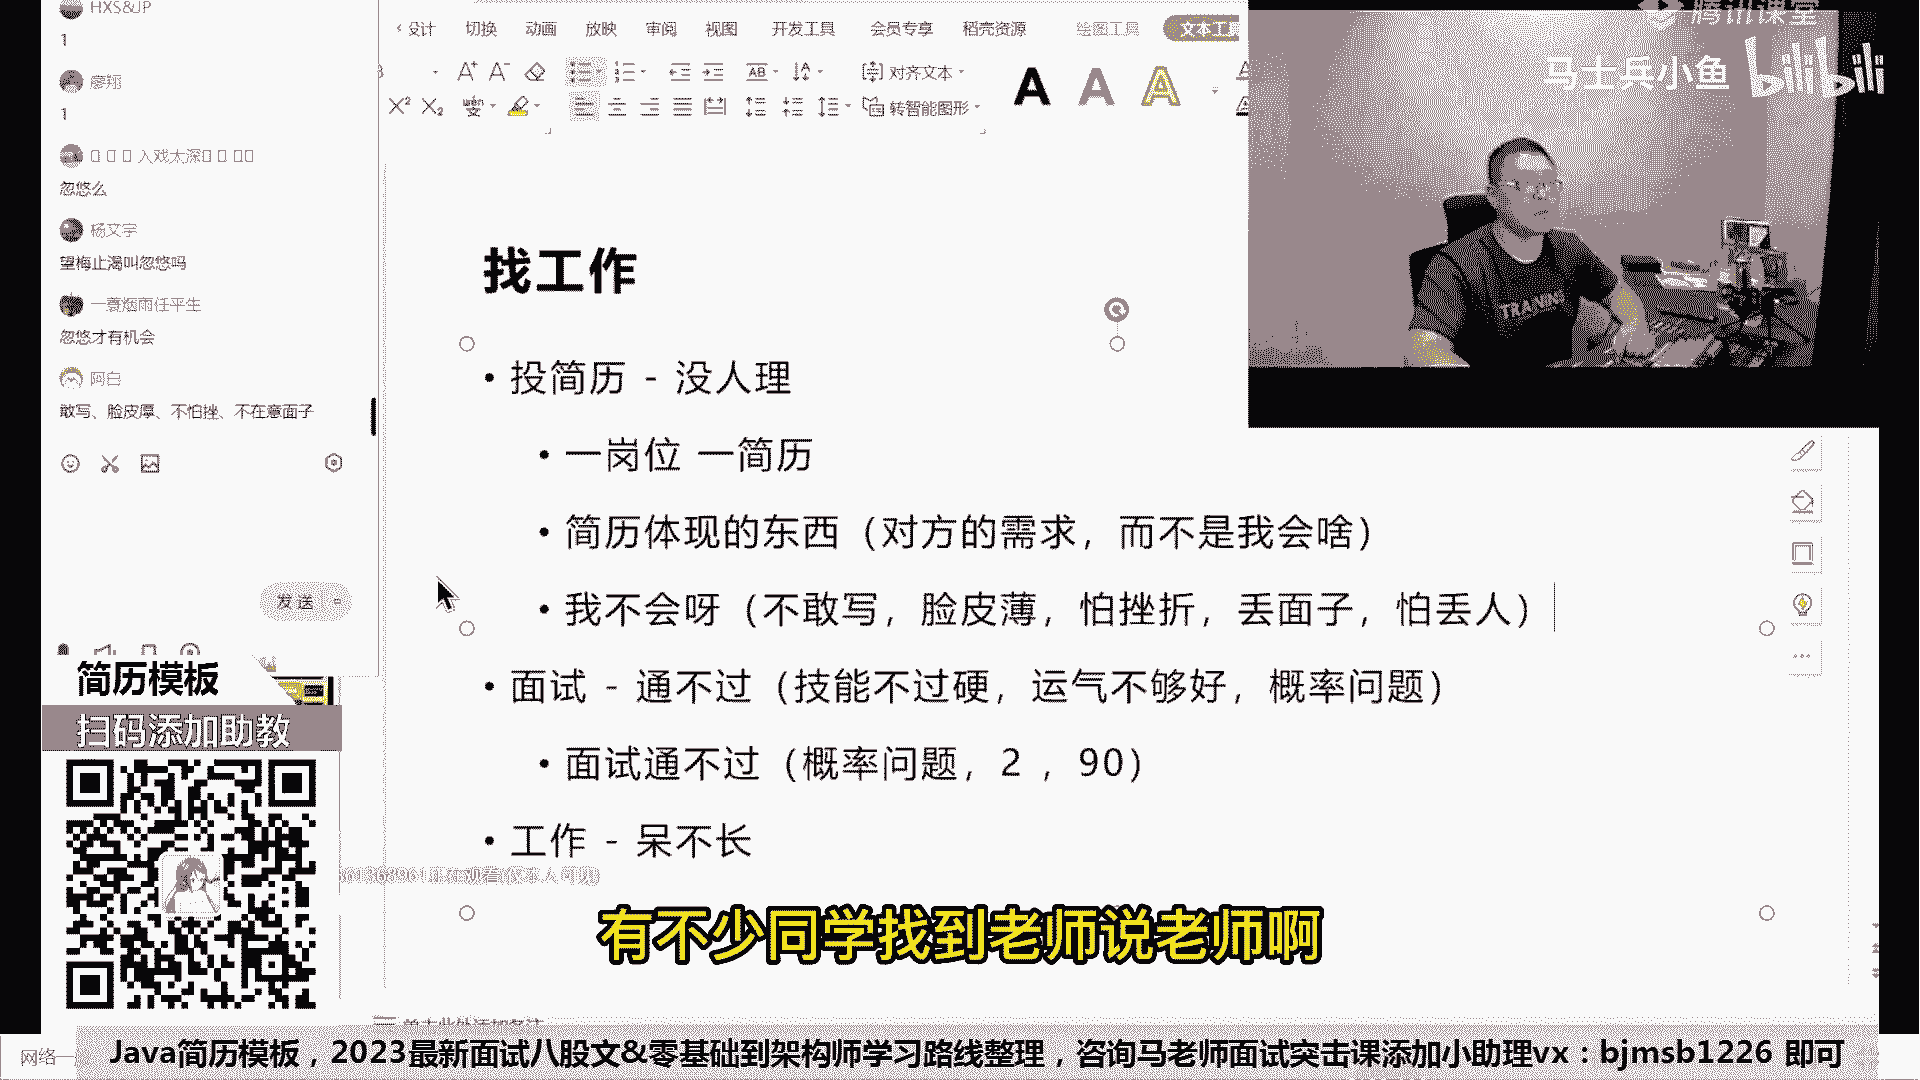 HXS&UP
1
廖翔
1
入戏太深
忽悠么
杨文宇
望梅止渴叫忽悠吗
一蓑烟雨任平生
忽悠才有机会
阿白
敢写、脸皮厚、不怕挫、不在意面子
发送
设计 切换 动画 放映 审阅 视图 开发工具 会员专享 稻壳资源 绘图工具 文本工具
对齐文本
转智能图形
腾讯课堂
马士兵小鱼 bilibili
找工作
• 投简历 - 没人理
• 一岗位 一简历
• 简历体现的东西（对方的需求，而不是我会啥）
• 我不会呀（不敢写，脸皮薄，怕挫折，丢面子，怕丢人）
• 面试 - 通不过（技能不过硬，运气不够好，概率问题）
• 面试通不过（概率问题，2 ，90）
• 工作 - 呆不长
TRAINING
简历模板
扫码添加助教
有不少同学找到老师说老师啊
单击此处添加备注
网络
Java简历模板，2023最新面试八股文&零基础到架构师学习路线整理，咨询马老师面试突击课添加小助理vx：bjmsb1226 即可